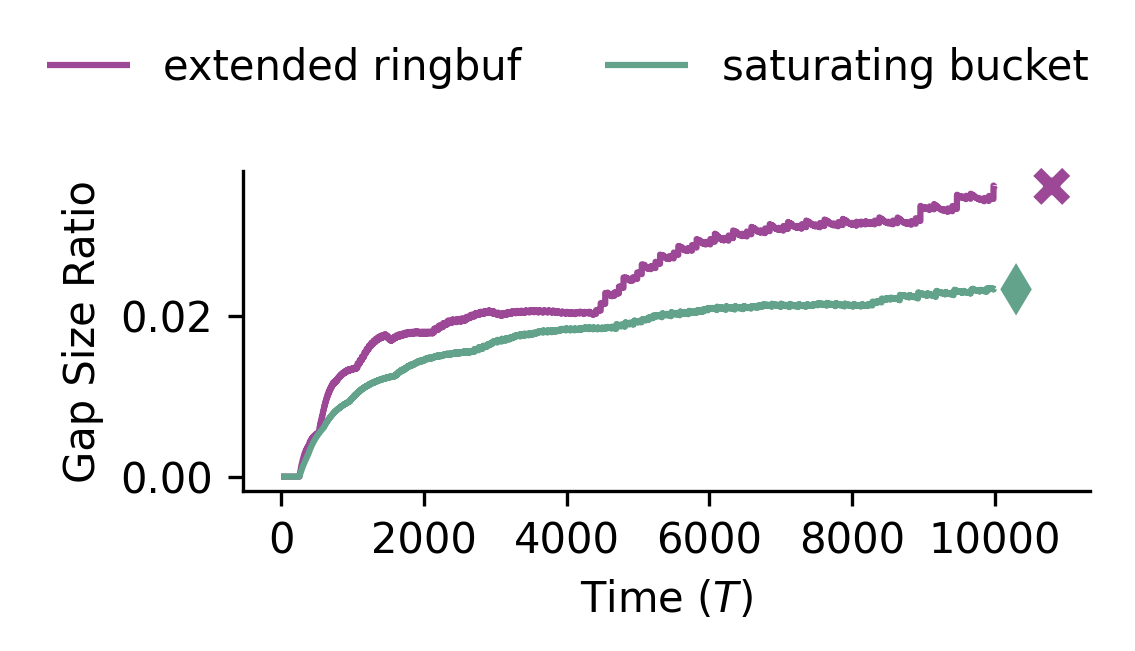 extended ringbuf saturating bucket
Gap Size Ratio
0.02
0.00
0 2000 4000 6000 8000 10000
Time (T)